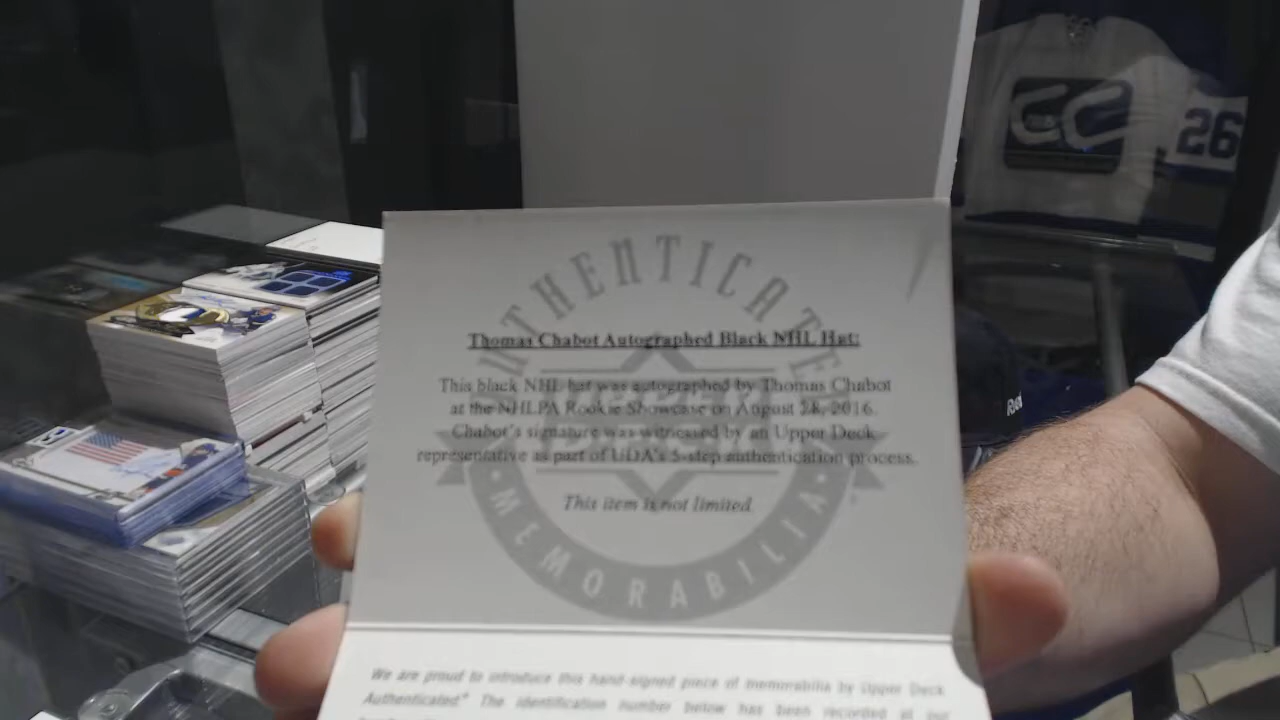 26
AUTHENTICATED
Thomas Chabot Autographed Black NHL Hat:
This black NHL hat was autographed by Thomas Chabot
at the NHLPA Rookie Showcase on August 28, 2016.
Chabot's signature was witnessed by an Upper Deck
representative as part of UDA's 5-step authentication process.
This item is not limited.
MEMORABILIA
We are proud to introduce this hand-signed piece of memorabilia by Upper Deck
Authenticated® The identification number below has been recorded at our